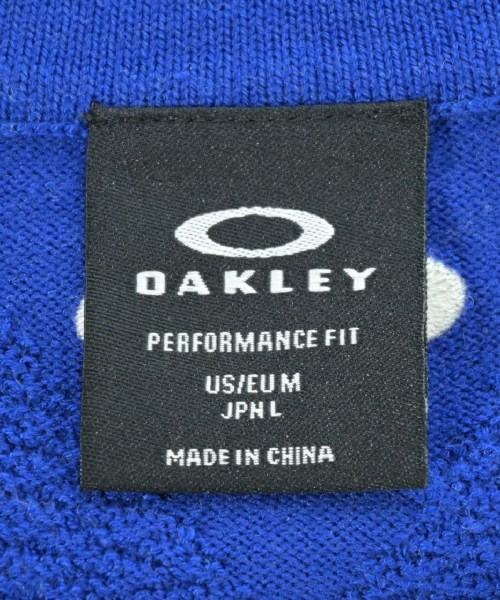 OAKLEY
PERFORMANCE FIT
US/EU M
JPN L
MADE IN CHINA